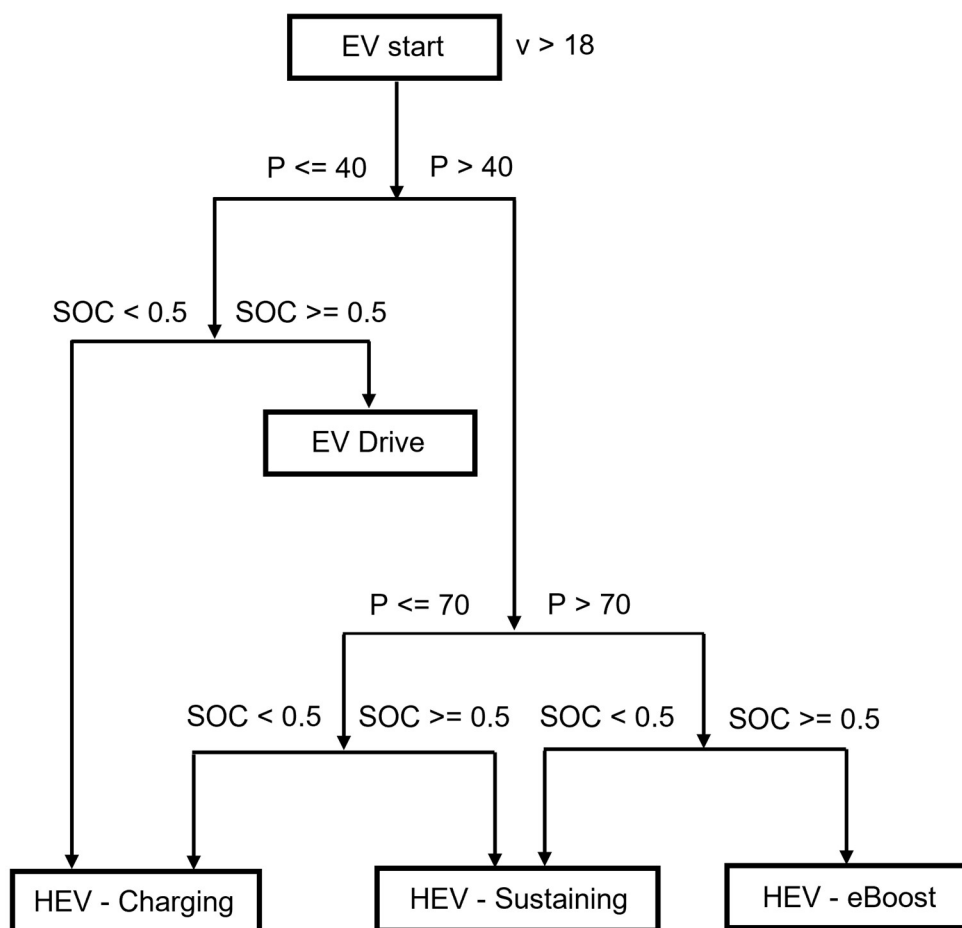 EV start
v > 18
P <= 40
P > 40
SOC < 0.5
SOC >= 0.5
EV Drive
P <= 70
P > 70
SOC < 0.5
SOC >= 0.5
SOC < 0.5
SOC >= 0.5
HEV - Charging
HEV - Sustaining
HEV - eBoost